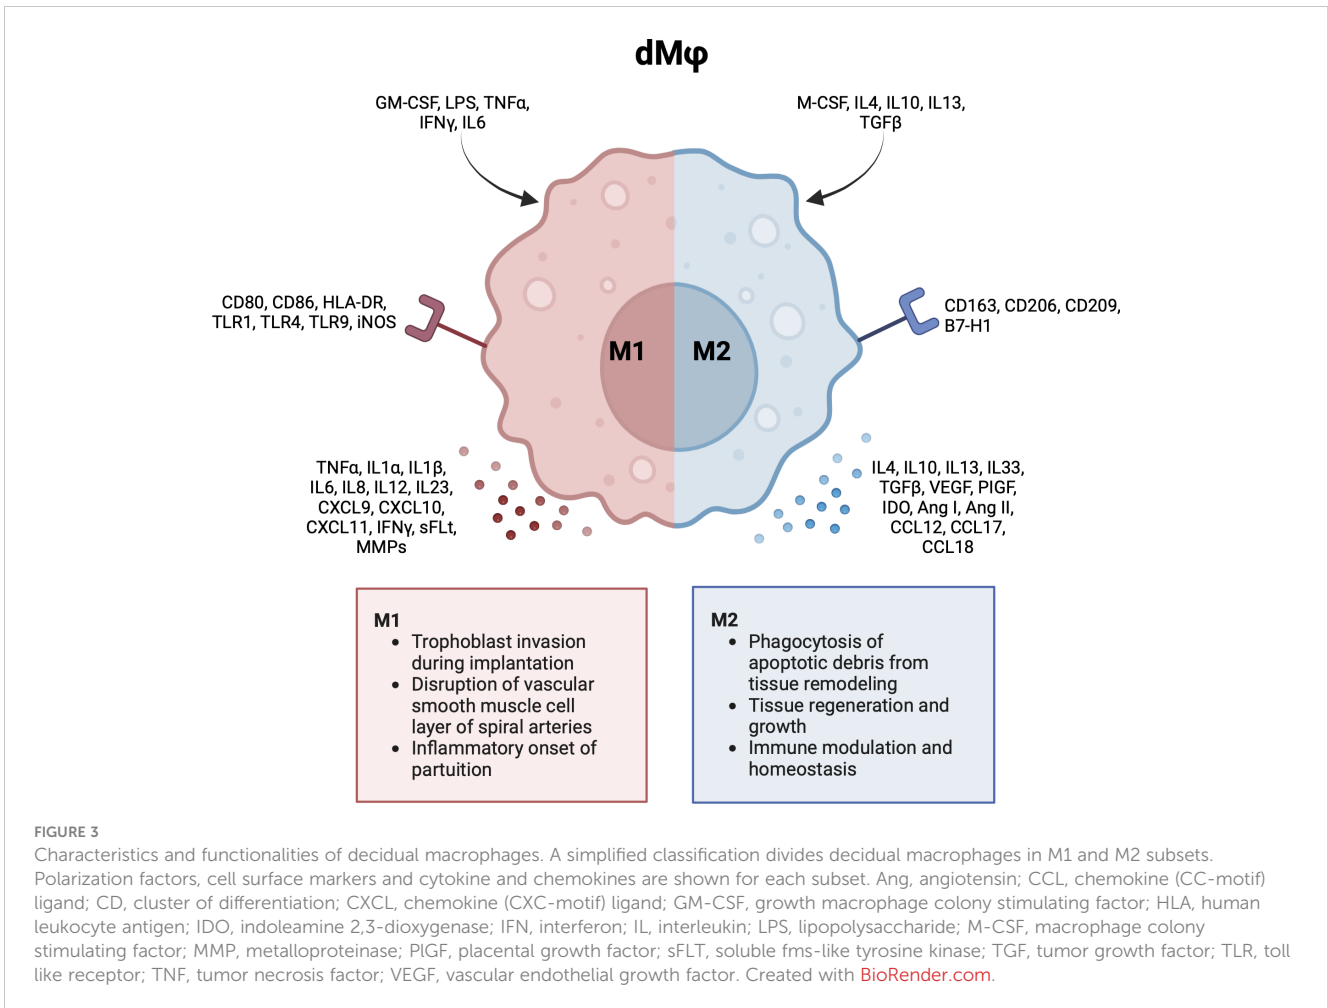 dMφ
GM-CSF, LPS, TNFα,
IFNγ, IL6
M-CSF, IL4, IL10, IL13,
TGFβ
CD80, CD86, HLA-DR,
TLR1, TLR4, TLR9, iNOS
CD163, CD206, CD209,
B7-H1
M1
M2
TNFα, IL1α, IL1β,
IL6, IL8, IL12, IL23,
CXCL9, CXCL10,
CXCL11, IFNγ, sFLt,
MMPs
IL4, IL10, IL13, IL33,
TGFβ, VEGF, PlGF,
IDO, Ang I, Ang II,
CCL12, CCL17,
CCL18
M1
• Trophoblast invasion
during implantation
• Disruption of vascular
smooth muscle cell
layer of spiral arteries
• Inflammatory onset of
partuition
M2
• Phagocytosis of
apoptotic debris from
tissue remodeling
• Tissue regeneration and
growth
• Immune modulation and
homeostasis
FIGURE 3
Characteristics and functionalities of decidual macrophages. A simplified classification divides decidual macrophages in M1 and M2 subsets.
Polarization factors, cell surface markers and cytokine and chemokines are shown for each subset. Ang, angiotensin; CCL, chemokine (CC-motif)
ligand; CD, cluster of differentiation; CXCL, chemokine (CXC-motif) ligand; GM-CSF, growth macrophage colony stimulating factor; HLA, human
leukocyte antigen; IDO, indoleamine 2,3-dioxygenase; IFN, interferon; IL, interleukin; LPS, lipopolysaccharide; M-CSF, macrophage colony
stimulating factor; MMP, metalloproteinase; PlGF, placental growth factor; sFLT, soluble fms-like tyrosine kinase; TGF, tumor growth factor; TLR, toll
like receptor; TNF, tumor necrosis factor; VEGF, vascular endothelial growth factor. Created with BioRender.com.